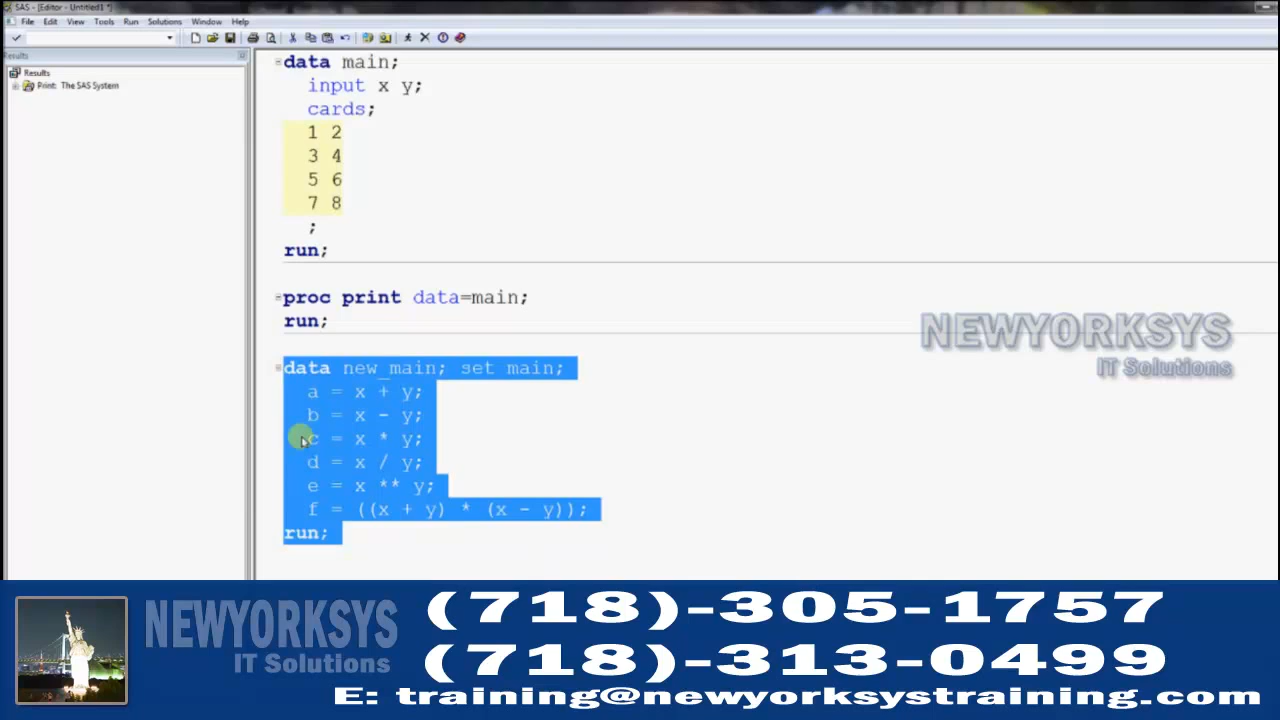 SAS - [Editor - Untitled1 *]
File Edit View Tools Run Solutions Window Help
Results
Results
Print: The SAS System
data main;
input x y;
cards;
1 2
3 4
5 6
7 8
;
run;
proc print data=main;
run;
data new_main; set main;
a = x + y;
b = x - y;
c = x * y;
d = x / y;
e = x ** y;
f = ((x + y) * (x - y));
run;
NEWYORKSYS
IT Solutions
NEWYORKSYS
IT Solutions
(718)-305-1757
(718)-313-0499
E: training@newyorksystraining.com